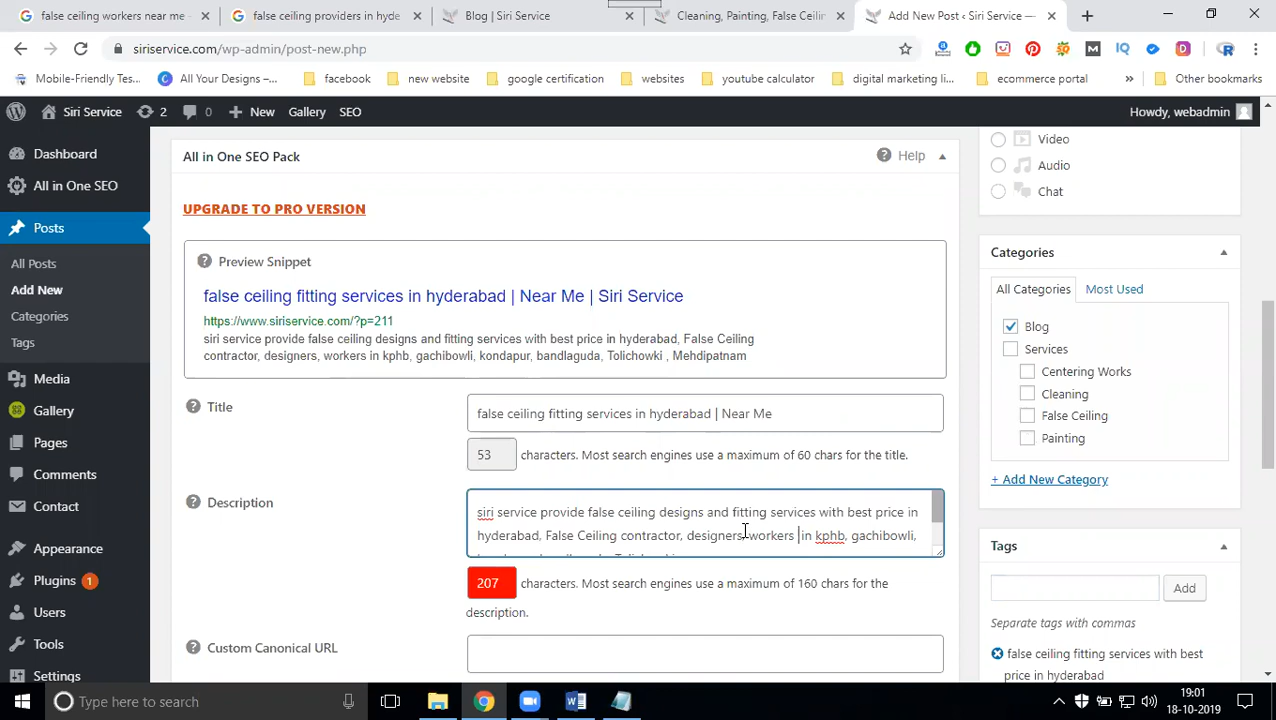 false ceiling workers near me -
false ceiling providers in hyde
Blog | Siri Service
Cleaning, Painting, False Ceilin
Add New Post ‹ Siri Service —
siriservice.com/wp-admin/post-new.php
Mobile-Friendly Tes...
All Your Designs –...
facebook
new website
google certification
websites
youtube calculator
digital marketing li...
ecommerce portal
»
Other bookmarks
Siri Service
2
0
New
Gallery
SEO
Howdy, webadmin
Dashboard
All in One SEO
Posts
All Posts
Add New
Categories
Tags
Media
Gallery
Pages
Comments
Contact
Appearance
Plugins 1
Users
Tools
Settings
All in One SEO Pack
Help
UPGRADE TO PRO VERSION
Preview Snippet
false ceiling fitting services in hyderabad | Near Me | Siri Service
https://www.siriservice.com/?p=211
siri service provide false ceiling designs and fitting services with best price in hyderabad, False Ceiling
contractor, designers, workers in kphb, gachibowli, kondapur, bandlaguda, Tolichowki , Mehdipatnam
Title
false ceiling fitting services in hyderabad | Near Me
53 characters. Most search engines use a maximum of 60 chars for the title.
Description
siri service provide false ceiling designs and fitting services with best price in
hyderabad, False Ceiling contractor, designers, workers in kphb, gachibowli,
207 characters. Most search engines use a maximum of 160 chars for the
description.
Custom Canonical URL
Video
Audio
Chat
Categories
All Categories
Most Used
Blog
Services
Centering Works
Cleaning
False Ceiling
Painting
+ Add New Category
Tags
Add
Separate tags with commas
false ceiling fitting services with best
price in hyderabad
Type here to search
19:01
18-10-2019